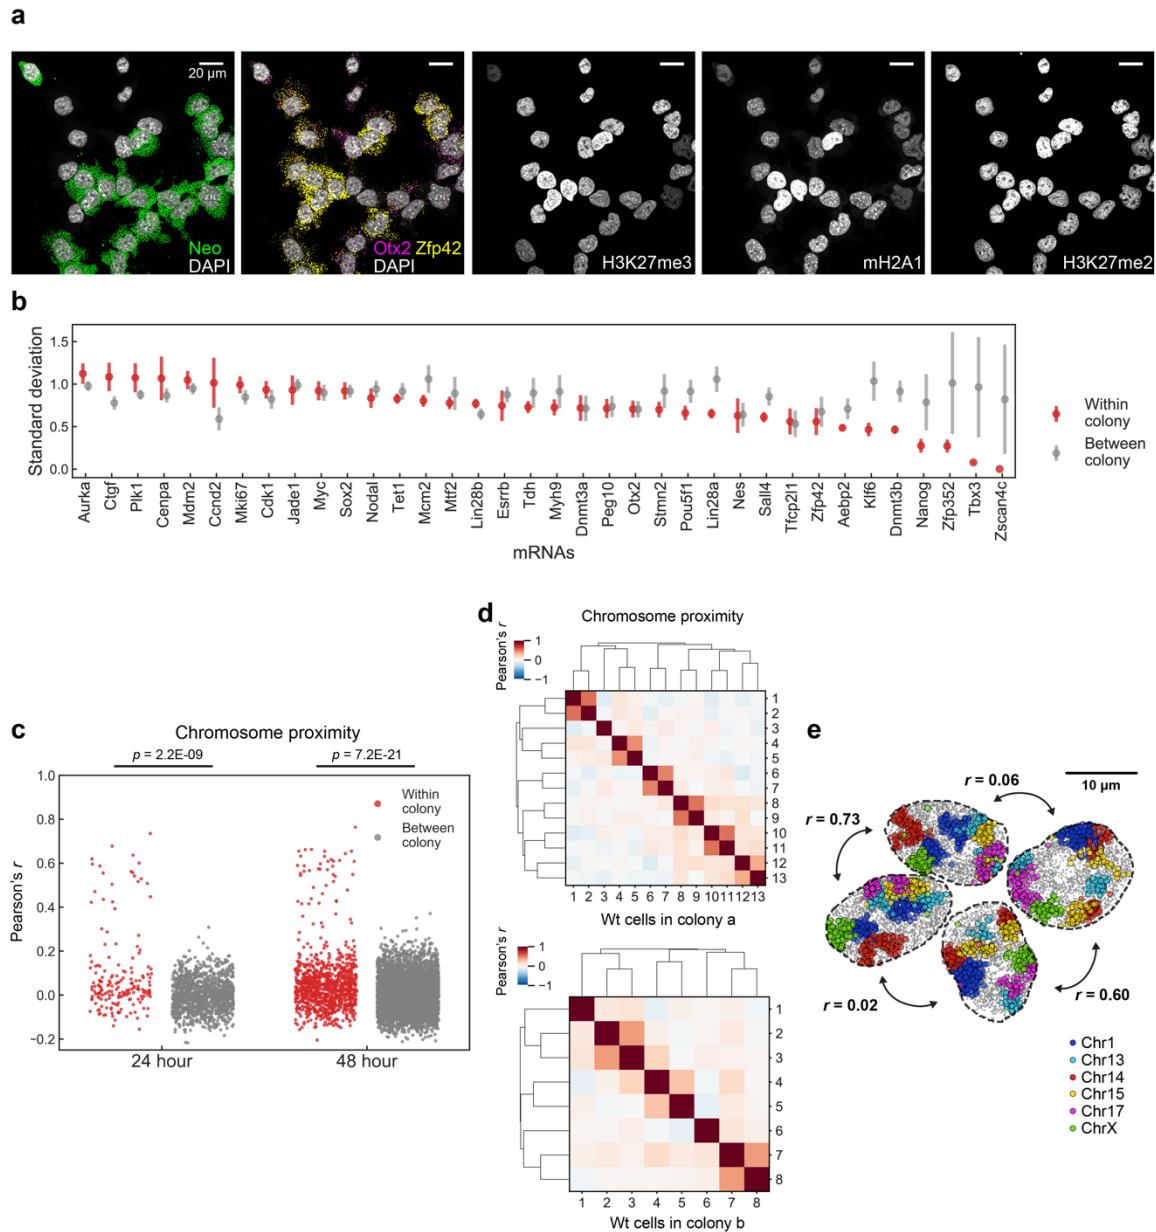 a
20 µm
Neo
DAPI
Otx2 Zfp42
DAPI
H3K27me3
mH2A1
H3K27me2
b
Standard deviation
1.5
1.0
0.5
0.0
Aurka
Ctgf
Plk1
Cenpa
Mdm2
Ccnd2
Mki67
Cdk1
Jade1
Myc
Sox2
Nodal
Tet1
Mcm2
Mtf2
Lin28b
Esrrb
Tdh
Myh9
Dnmt3a
Peg10
Otx2
Stmn2
Pou5f1
Lin28a
Nes
Sall4
Tfcp2l1
Zfp42
Aebp2
Klf6
Dnmt3b
Nanog
Zfp352
Tbx3
Zscan4c
mRNAs
Within
colony
Between
colony
c
Chromosome proximity
p = 2.2E-09
p = 7.2E-21
Within
colony
Between
colony
Pearson's r
1.0
0.8
0.6
0.4
0.2
0.0
−0.2
24 hour
48 hour
d
Chromosome proximity
Pearson's r
1
0
−1
1
2
3
4
5
6
7
8
9
10
11
12
13
1 2 3 4 5 6 7 8 9 10 11 12 13
Wt cells in colony a
Pearson's r
1
0
−1
1
2
3
4
5
6
7
8
1 2 3 4 5 6 7 8
Wt cells in colony b
e
10 µm
r = 0.06
r = 0.73
r = 0.02
r = 0.60
Chr1
Chr13
Chr14
Chr15
Chr17
ChrX